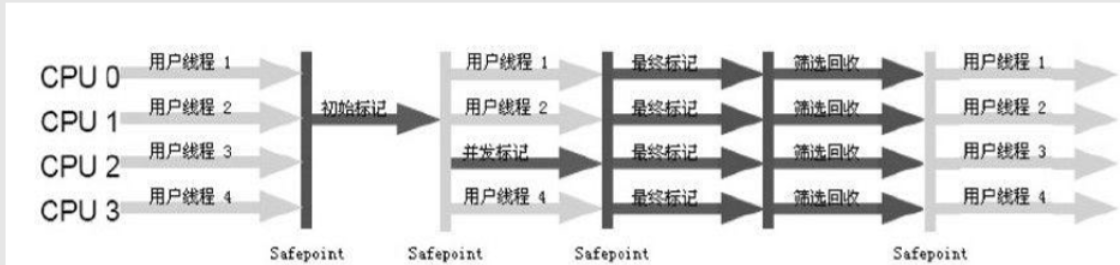 CPU 0 用户线程 1 用户线程 1 最终标记 筛选回收 用户线程 1
CPU 1 用户线程 2 初始标记 用户线程 2 最终标记 筛选回收 用户线程 2
CPU 2 用户线程 3 并发标记 最终标记 筛选回收 用户线程 3
CPU 3 用户线程 4 用户线程 4 最终标记 筛选回收 用户线程 4
Safepoint Safepoint Safepoint Safepoint